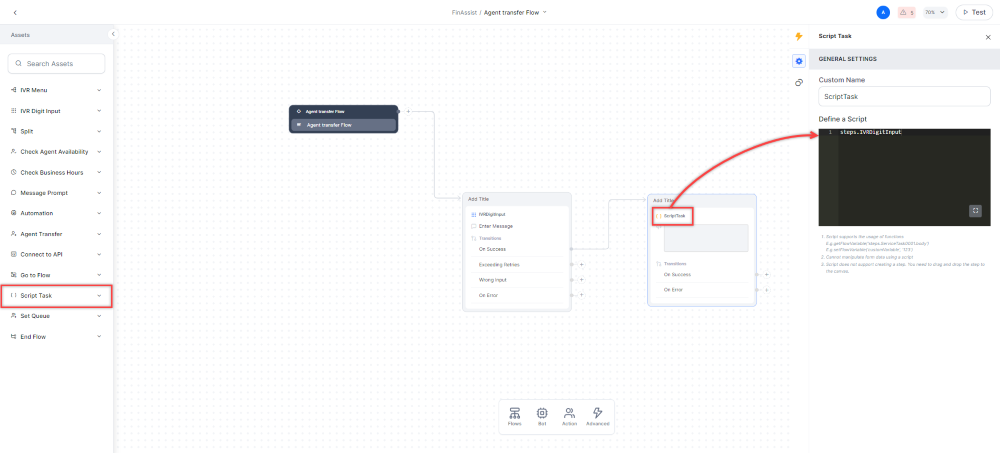 FinAssist / Agent transfer Flow
A
5
70%
Test
Assets
Search Assets
IVR Menu
IVR Digit Input
Split
Check Agent Availability
Check Business Hours
Message Prompt
Automation
Agent Transfer
Connect to API
Go to Flow
Script Task
Set Queue
End Flow
Agent transfer Flow
Agent transfer Flow
Add Title
IVRDigitInput
Enter Message
Transitions
On Success
Exceeding Retries
Wrong Input
On Error
Add Title
ScriptTask
Transitions
On Success
On Error
Flows
Bot
Action
Advanced
Script Task
GENERAL SETTINGS
Custom Name
ScriptTask
Define a Script
1 steps.IVRDigitInput
1. Script supports the usage of functions
2. Cannot manipulate form data using a script
3. Script does not support creating a step. You need to drag and drop the step to
the canvas.